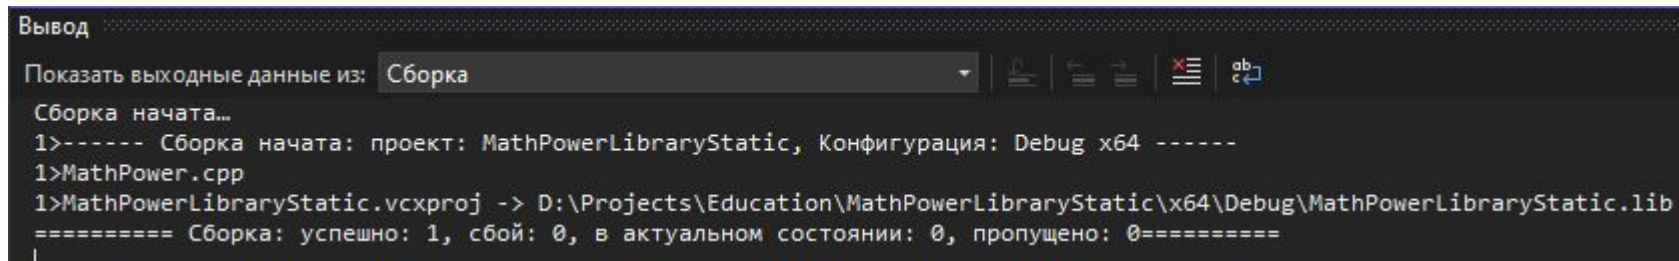 Вывод
Показать выходные данные из: Сборка
Сборка начата…
1>------ Сборка начата: проект: MathPowerLibraryStatic, Конфигурация: Debug x64 ------
1>MathPower.cpp
1>MathPowerLibraryStatic.vcxproj -> D:\Projects\Education\MathPowerLibraryStatic\x64\Debug\MathPowerLibraryStatic.lib
========== Сборка: успешно: 1, сбой: 0, в актуальном состоянии: 0, пропущено: 0==========